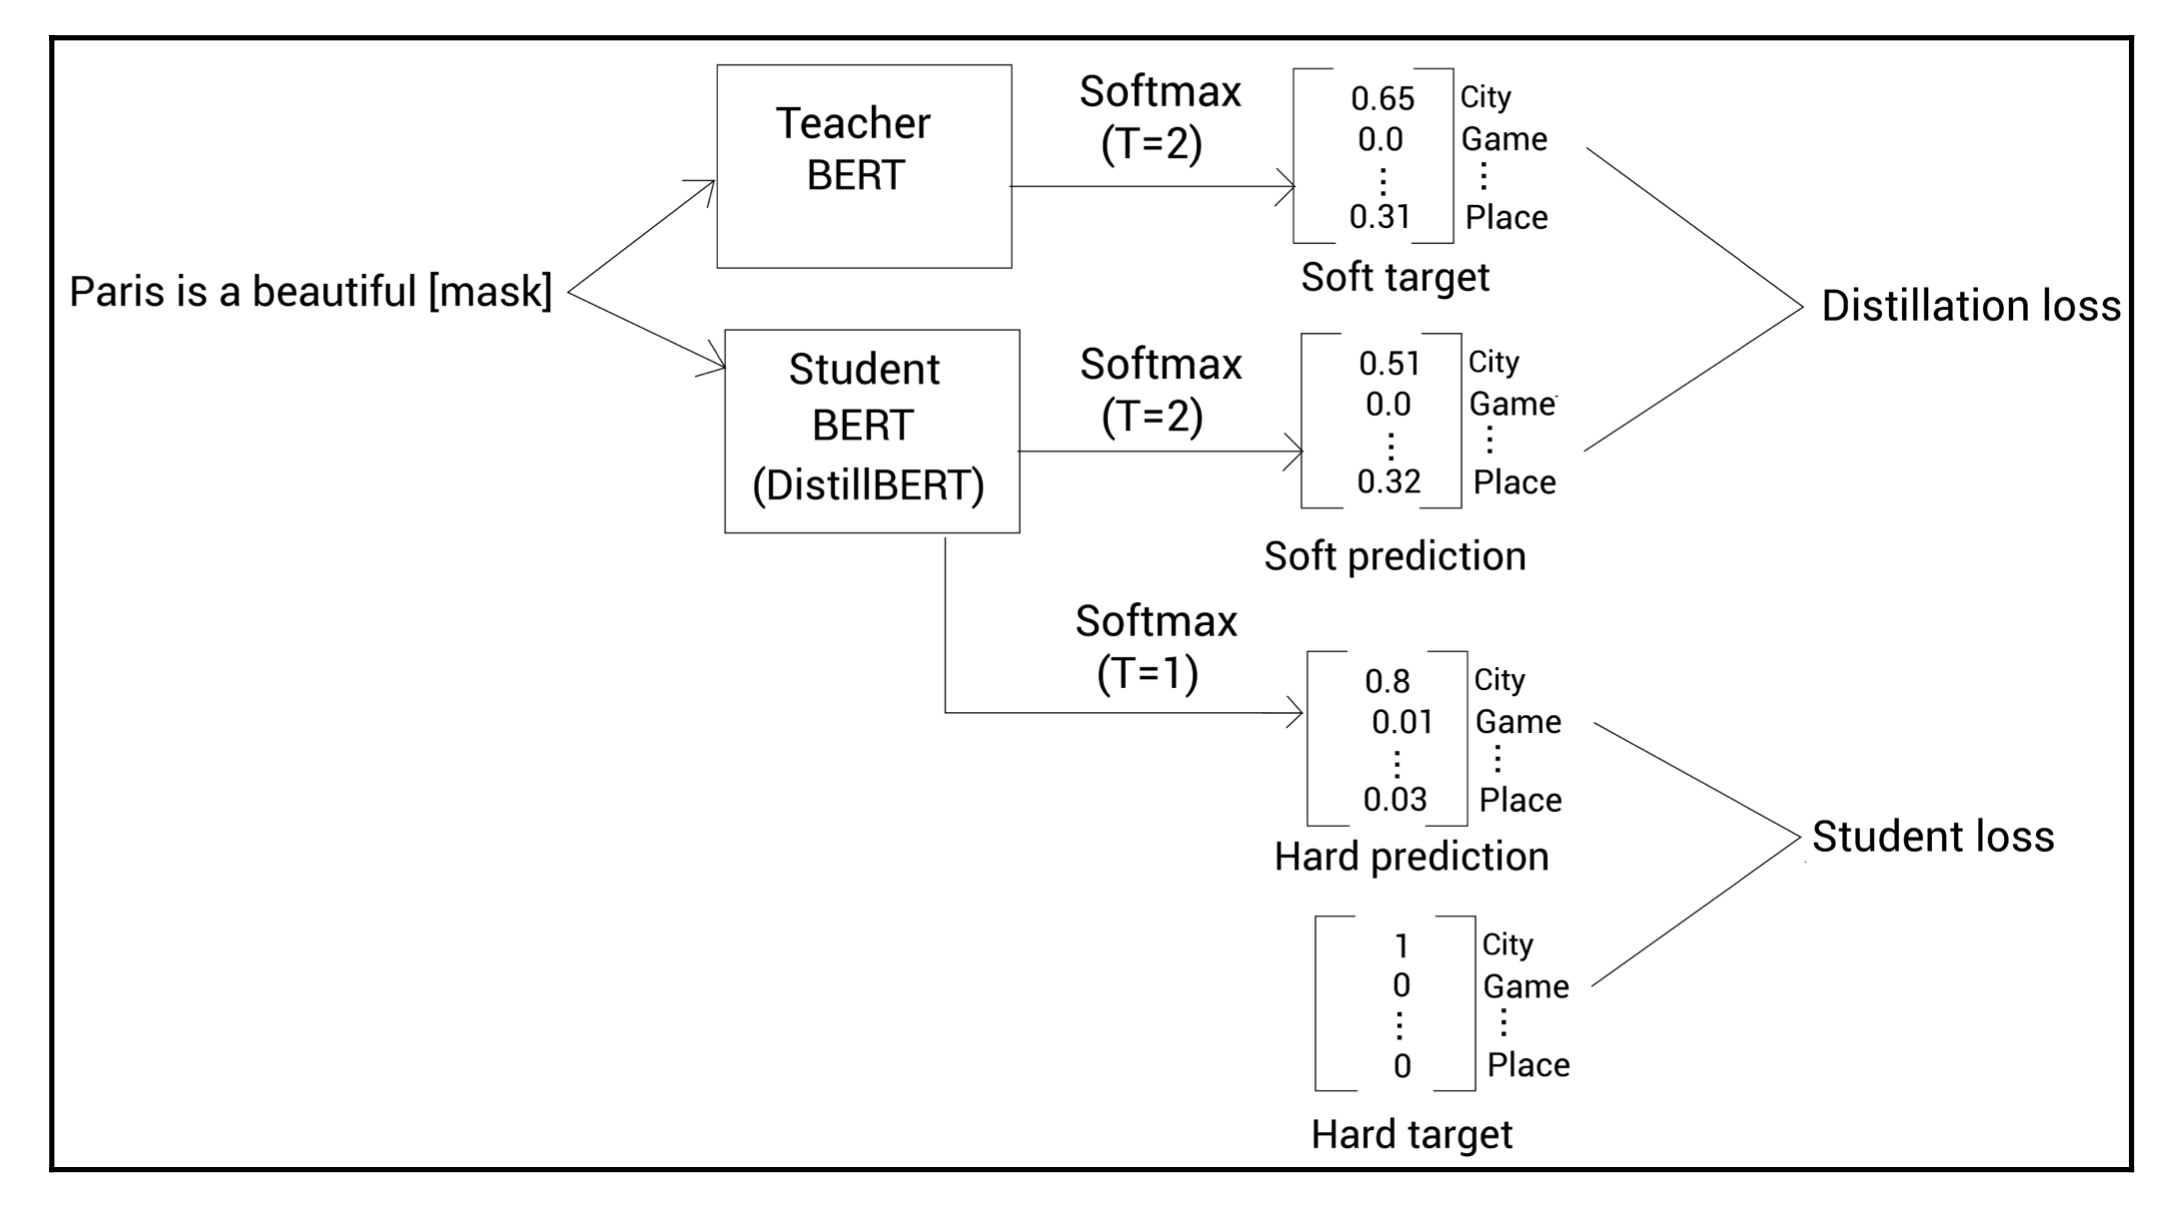 Paris is a beautiful [mask]
Teacher
BERT
Softmax
(T=2)
0.65 City
0.0 Game
⋮ ⋮
0.31 Place
Soft target
Student
BERT
(DistillBERT)
Softmax
(T=2)
0.51 City
0.0 Game
⋮ ⋮
0.32 Place
Soft prediction
Distillation loss
Softmax
(T=1)
0.8 City
0.01 Game
⋮ ⋮
0.03 Place
Hard prediction
1 City
0 Game
⋮ ⋮
0 Place
Hard target
Student loss